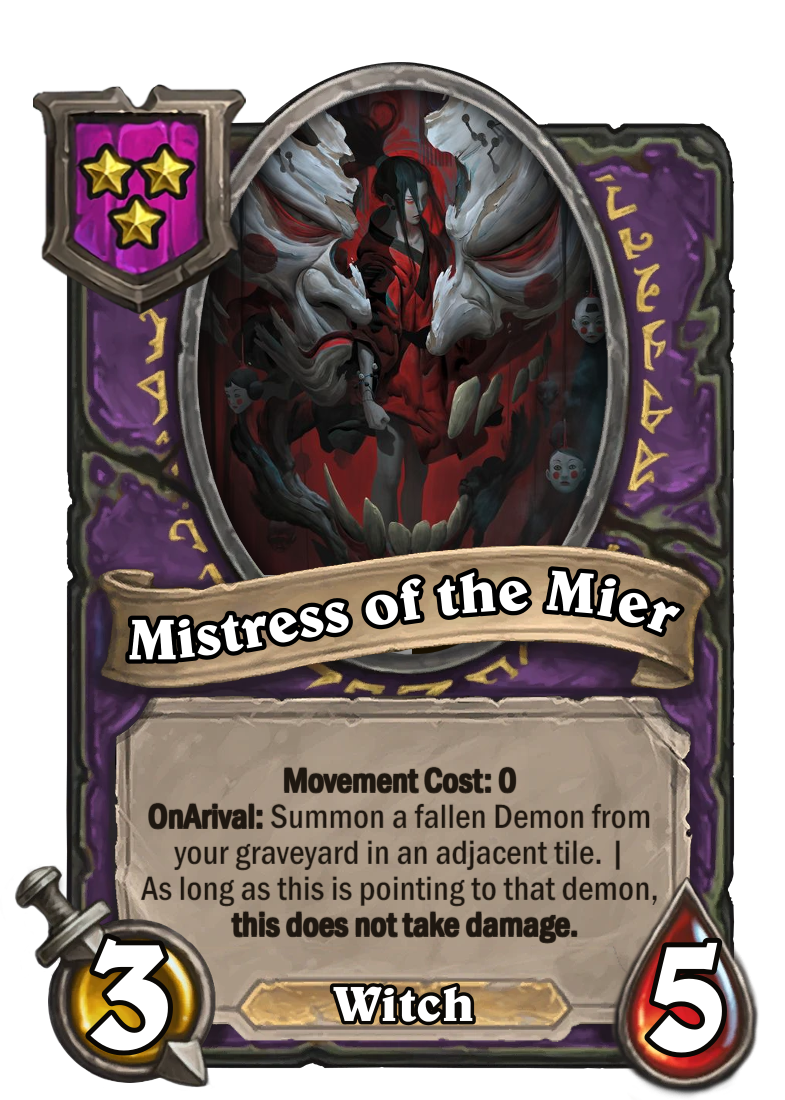 Mistress of the Mier
Movement Cost: 0
OnArival: Summon a fallen Demon from
your graveyard in an adjacent tile. |
As long as this is pointing to that demon,
this does not take damage.
3
Witch
5